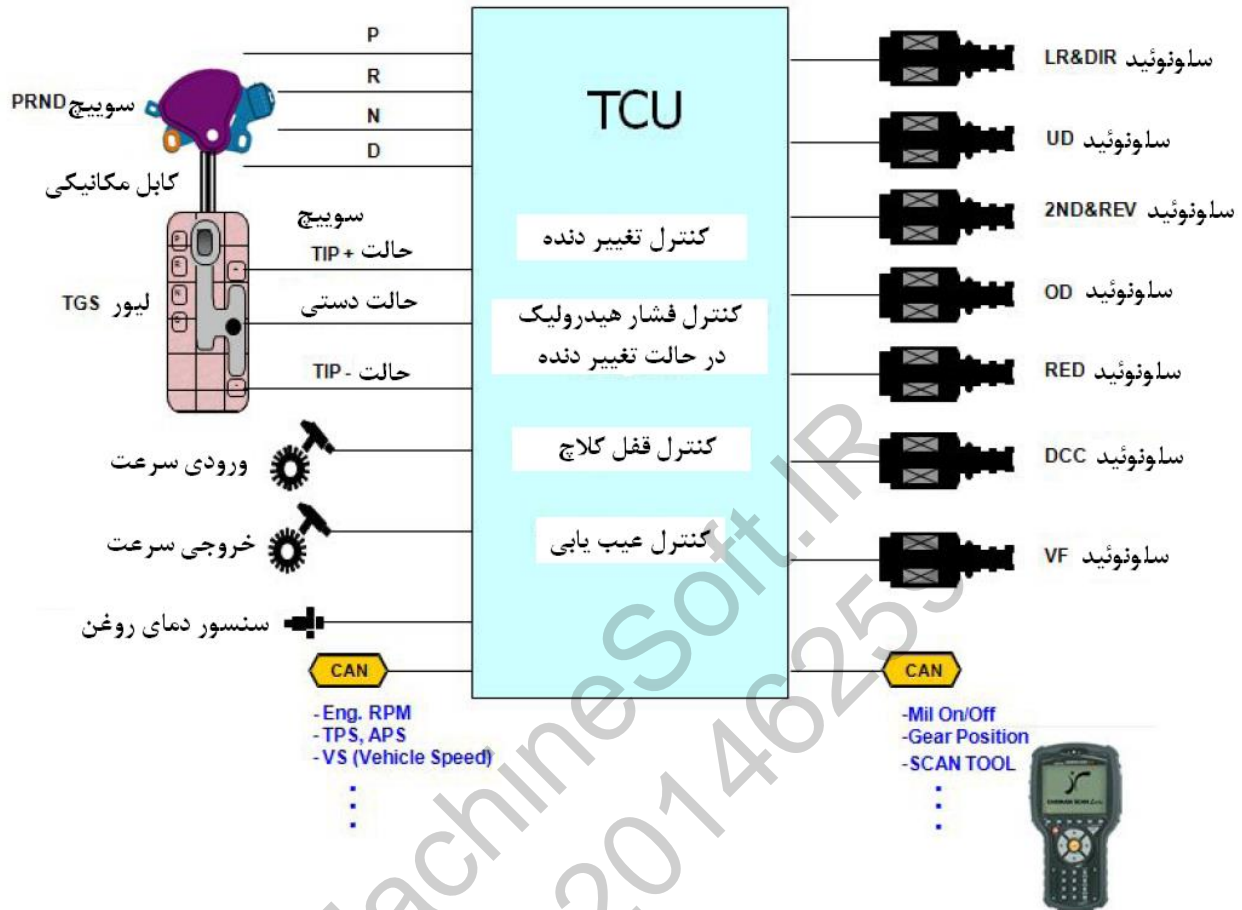 P
R
N
D
سوییچ PRND
کابل مکانیکی
سوییچ
حالت + TIP
حالت دستی
لیور TGS
حالت - TIP
ورودی سرعت
خروجی سرعت
سنسور دمای روغن
CAN
-Eng. RPM
-TPS, APS
-VS (Vehicle Speed)
TCU
کنترل تغییر دنده
کنترل فشار هیدرولیک
در حالت تغییر دنده
کنترل قفل کلاچ
کنترل عیب یابی
سلونوئید LR&DIR
سلونوئید UD
سلونوئید 2ND&REV
سلونوئید OD
سلونوئید RED
سلونوئید DCC
سلونوئید VF
CAN
-Mil On/Off
-Gear Position
-SCAN TOOL